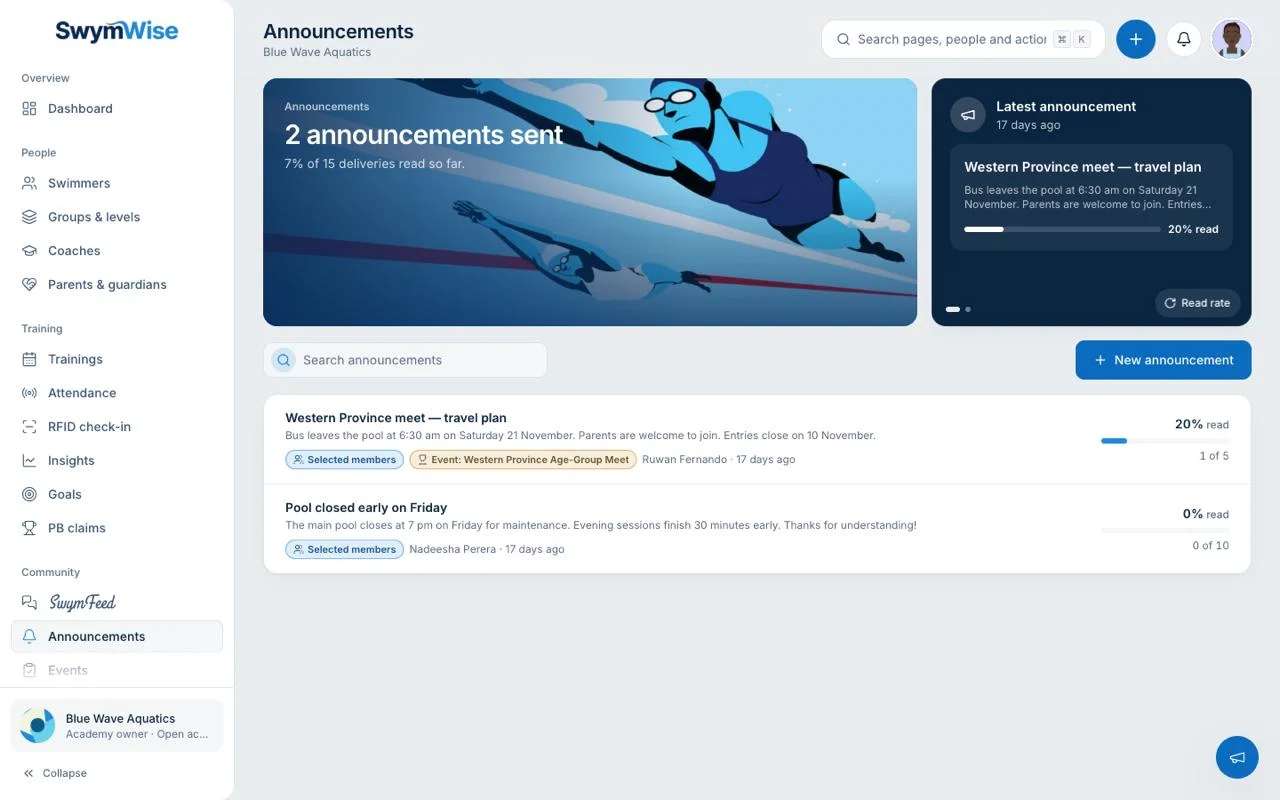 SwymWise
Overview
Dashboard
People
Swimmers
Groups & levels
Coaches
Parents & guardians
Training
Trainings
Attendance
RFID check-in
Insights
Goals
PB claims
Community
SwymFeed
Announcements
Events
Blue Wave Aquatics
Academy owner · Open ac...
Collapse
Announcements
Blue Wave Aquatics
Search pages, people and action
⌘ K
Announcements
2 announcements sent
7% of 15 deliveries read so far.
Latest announcement
17 days ago
Western Province meet — travel plan
Bus leaves the pool at 6:30 am on Saturday 21
November. Parents are welcome to join. Entries...
20% read
Read rate
Search announcements
New announcement
Western Province meet — travel plan
Bus leaves the pool at 6:30 am on Saturday 21 November. Parents are welcome to join. Entries close on 10 November.
Selected members Event: Western Province Age-Group Meet Ruwan Fernando · 17 days ago
20% read
1 of 5
Pool closed early on Friday
The main pool closes at 7 pm on Friday for maintenance. Evening sessions finish 30 minutes early. Thanks for understanding!
Selected members Nadeesha Perera · 17 days ago
0% read
0 of 10